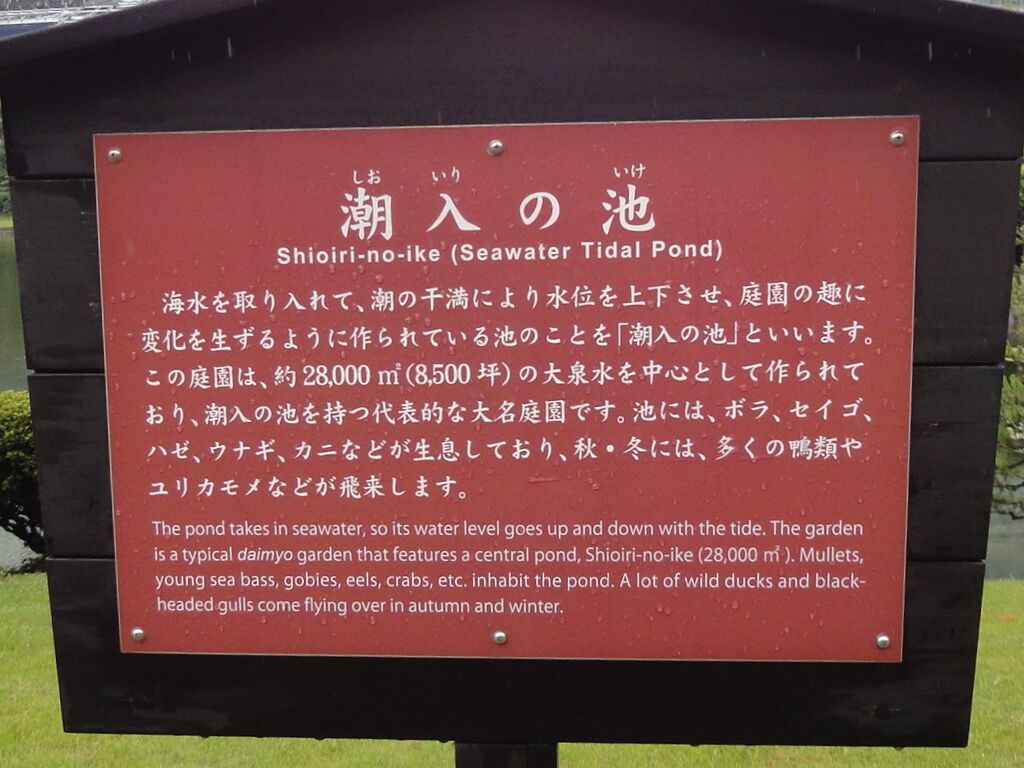 しお いり いけ
潮入の池
Shioiri-no-ike (Seawater Tidal Pond)
海水を取り入れて、潮の干満により水位を上下させ、庭園の趣に
変化を生ずるように作られている池のことを「潮入の池」といいます。
この庭園は、約28,000㎡(8,500坪)の大泉水を中心として作られて
おり、潮入の池を持つ代表的な大名庭園です。池には、ボラ、セイゴ、
ハゼ、ウナギ、カニなどが生息しており、秋・冬には、多くの鴨類や
ユリカモメなどが飛来します。
The pond takes in seawater, so its water level goes up and down with the tide. The garden
is a typical daimyo garden that features a central pond, Shioiri-no-ike (28,000 ㎡). Mullets,
young sea bass, gobies, eels, crabs, etc. inhabit the pond. A lot of wild ducks and black-
headed gulls come flying over in autumn and winter.